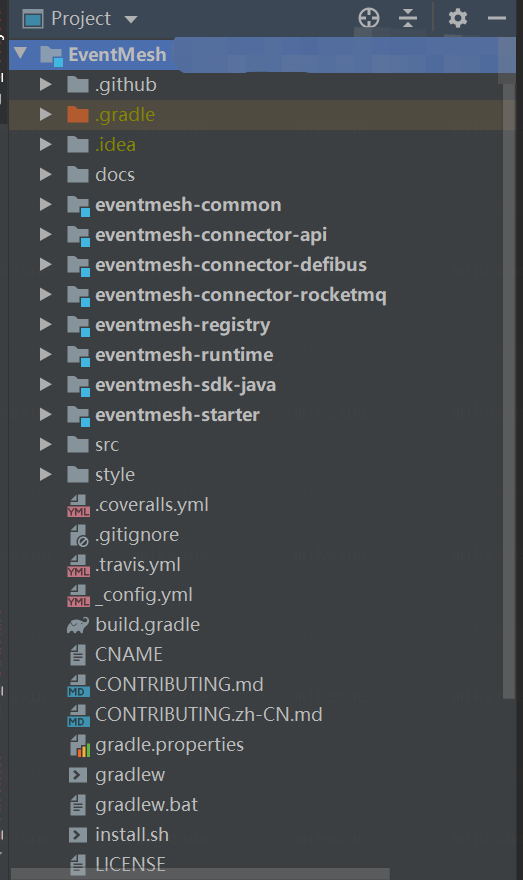 Project
EventMesh
.github
.gradle
.idea
docs
eventmesh-common
eventmesh-connector-api
eventmesh-connector-defibus
eventmesh-connector-rocketmq
eventmesh-registry
eventmesh-runtime
eventmesh-sdk-java
eventmesh-starter
src
style
YML .coveralls.yml
.gitignore
YML .travis.yml
YML _config.yml
build.gradle
CNAME
MD CONTRIBUTING.md
MD CONTRIBUTING.zh-CN.md
gradle.properties
gradlew
gradlew.bat
install.sh
LICENSE